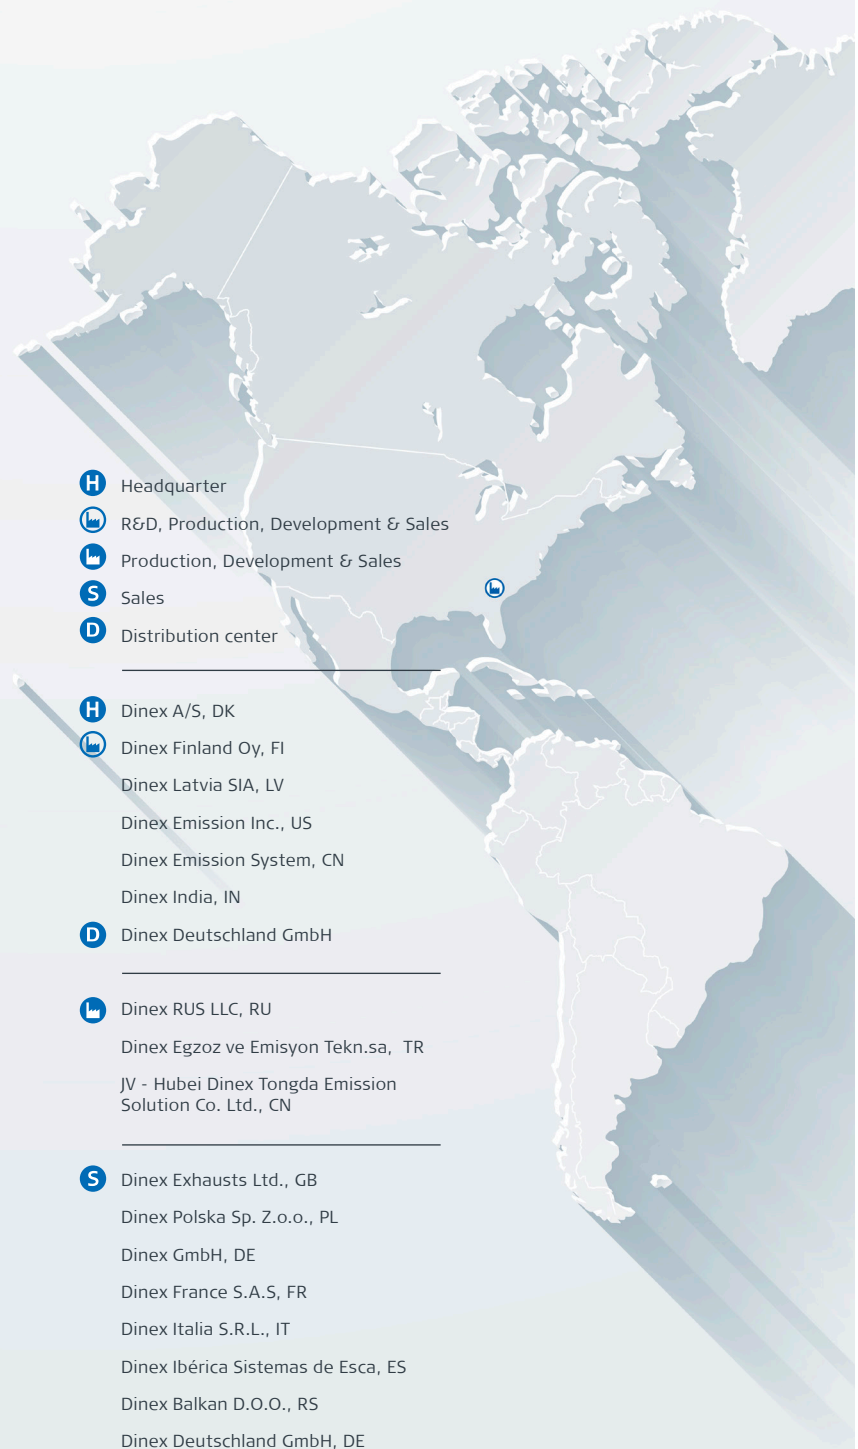 H Headquarter
R&D, Production, Development & Sales
Production, Development & Sales
S Sales
D Distribution center
H Dinex A/S, DK
Dinex Finland Oy, FI
Dinex Latvia SIA, LV
Dinex Emission Inc., US
Dinex Emission System, CN
Dinex India, IN
D Dinex Deutschland GmbH
Dinex RUS LLC, RU
Dinex Egzoz ve Emisyon Tekn.sa, TR
JV - Hubei Dinex Tongda Emission
Solution Co. Ltd., CN
S Dinex Exhausts Ltd., GB
Dinex Polska Sp. Z.o.o., PL
Dinex GmbH, DE
Dinex France S.A.S, FR
Dinex Italia S.R.L., IT
Dinex Ibérica Sistemas de Esca, ES
Dinex Balkan D.O.O., RS
Dinex Deutschland GmbH, DE